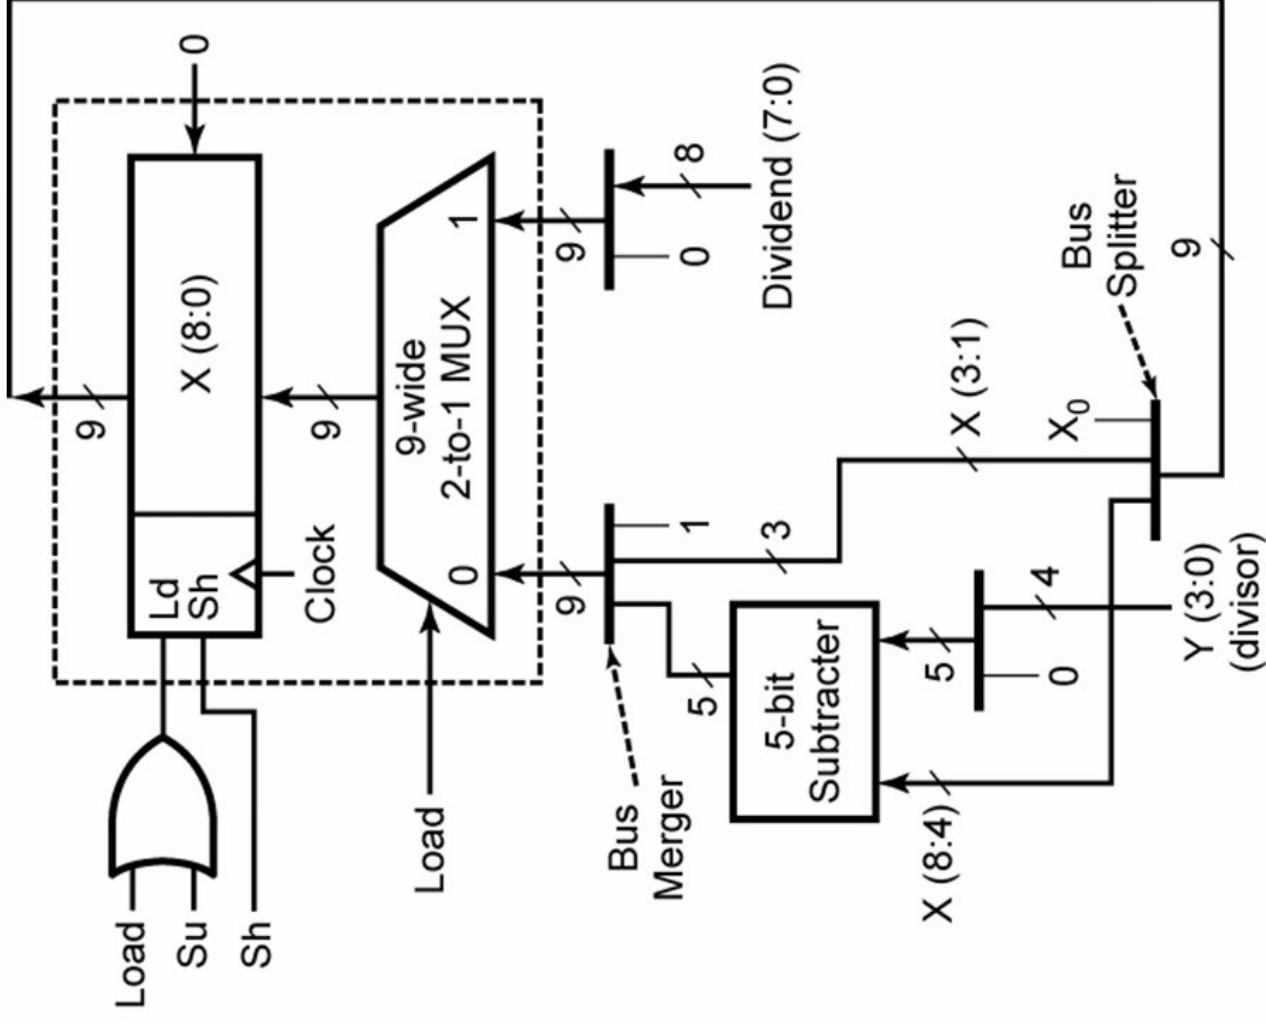 Load
Su
Sh
Ld
Sh
Clock
X (8:0)
0
9
9
Load
0
9-wide
2-to-1 MUX
1
9
9
Bus
Merger
1
0
8
Dividend (7:0)
5
3
5-bit
Subtracter
X (8:4)
5
0
4
Y (3:0)
(divisor)
X (3:1)
X0
Bus
Splitter
9